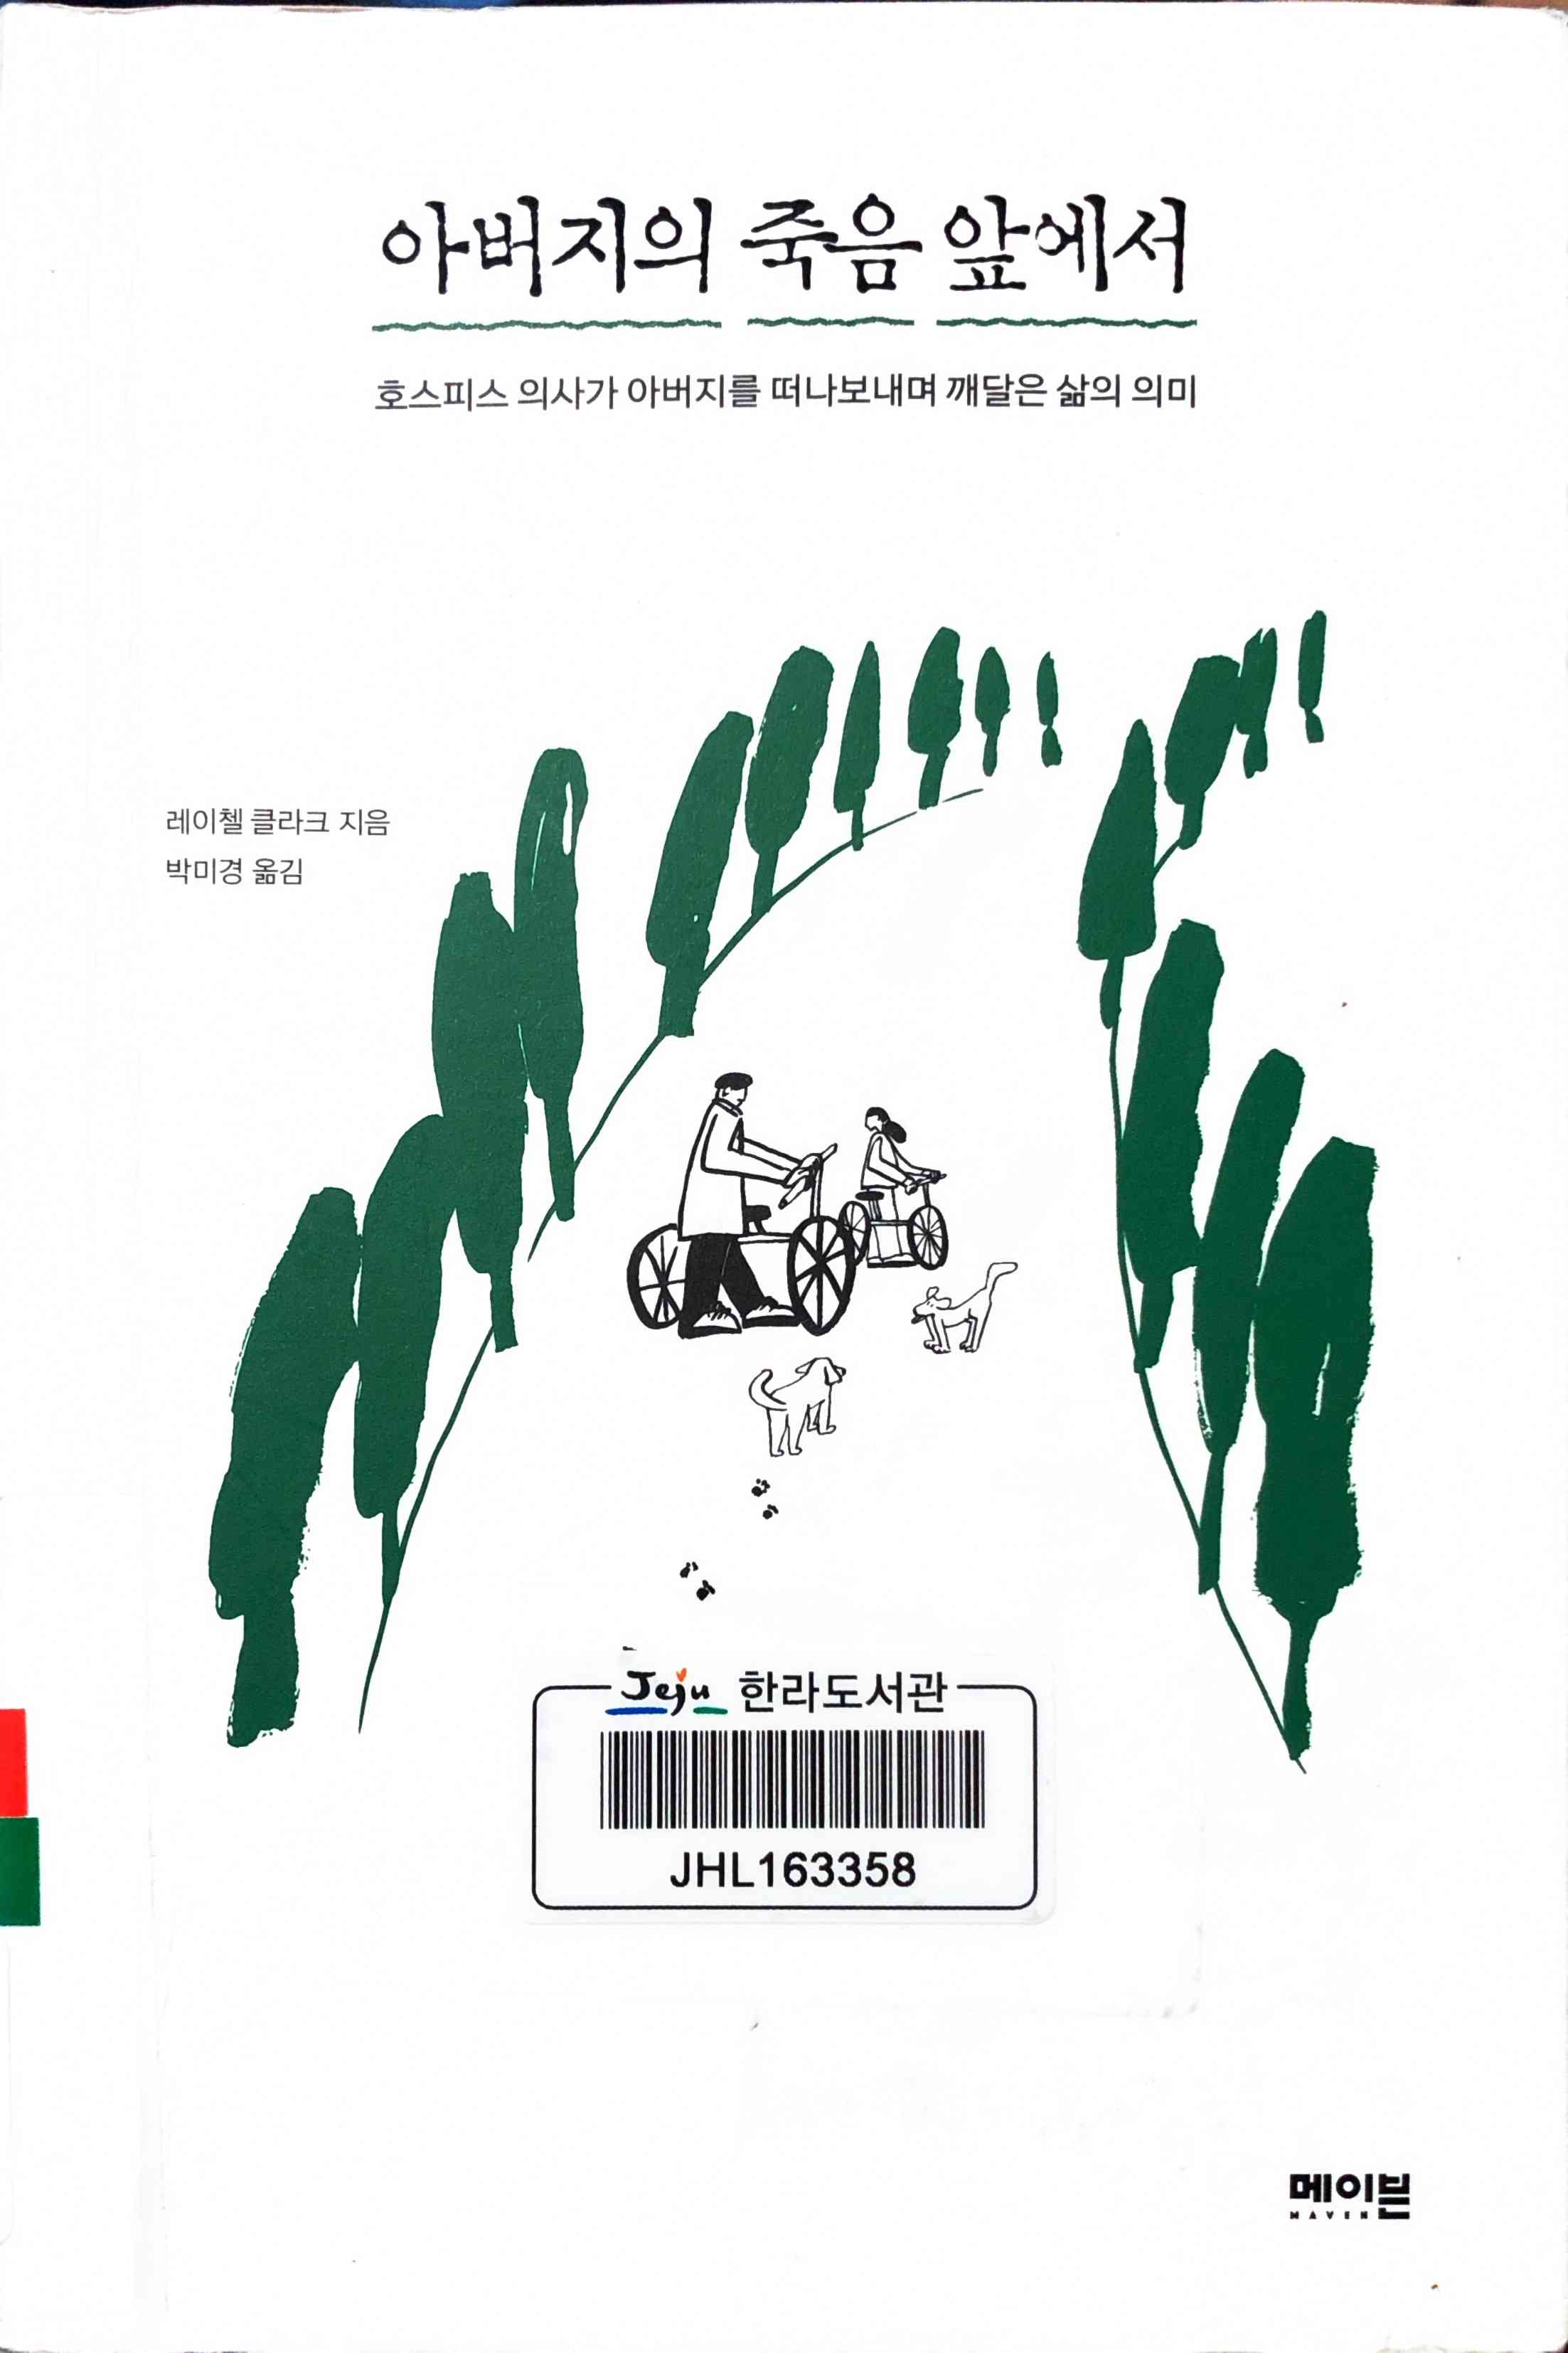 아버지의 죽음 앞에서
호스피스 의사가 아버지를 떠나보내며 깨달은 삶의 의미
레이첼 클라크 지음
박미경 옮김
Jeju 한라도서관
JHL163358
메이븐
MAVEN